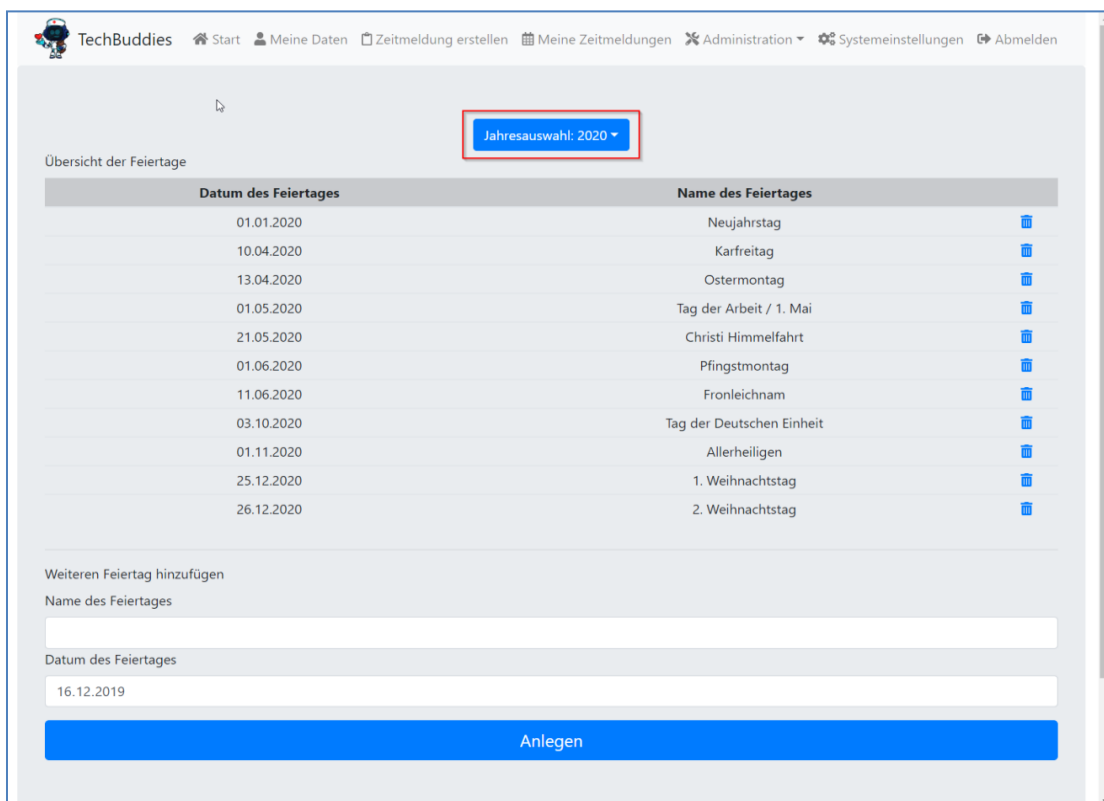 TechBuddies Start Meine Daten Zeitmeldung erstellen Meine Zeitmeldungen Administration Systemeinstellungen Abmelden
Jahresauswahl: 2020
Übersicht der Feiertage
Datum des Feiertages Name des Feiertages
01.01.2020 Neujahrstag
10.04.2020 Karfreitag
13.04.2020 Ostermontag
01.05.2020 Tag der Arbeit / 1. Mai
21.05.2020 Christi Himmelfahrt
01.06.2020 Pfingstmontag
11.06.2020 Fronleichnam
03.10.2020 Tag der Deutschen Einheit
01.11.2020 Allerheiligen
25.12.2020 1. Weihnachtstag
26.12.2020 2. Weihnachtstag
Weiteren Feiertag hinzufügen
Name des Feiertages
Datum des Feiertages
16.12.2019
Anlegen